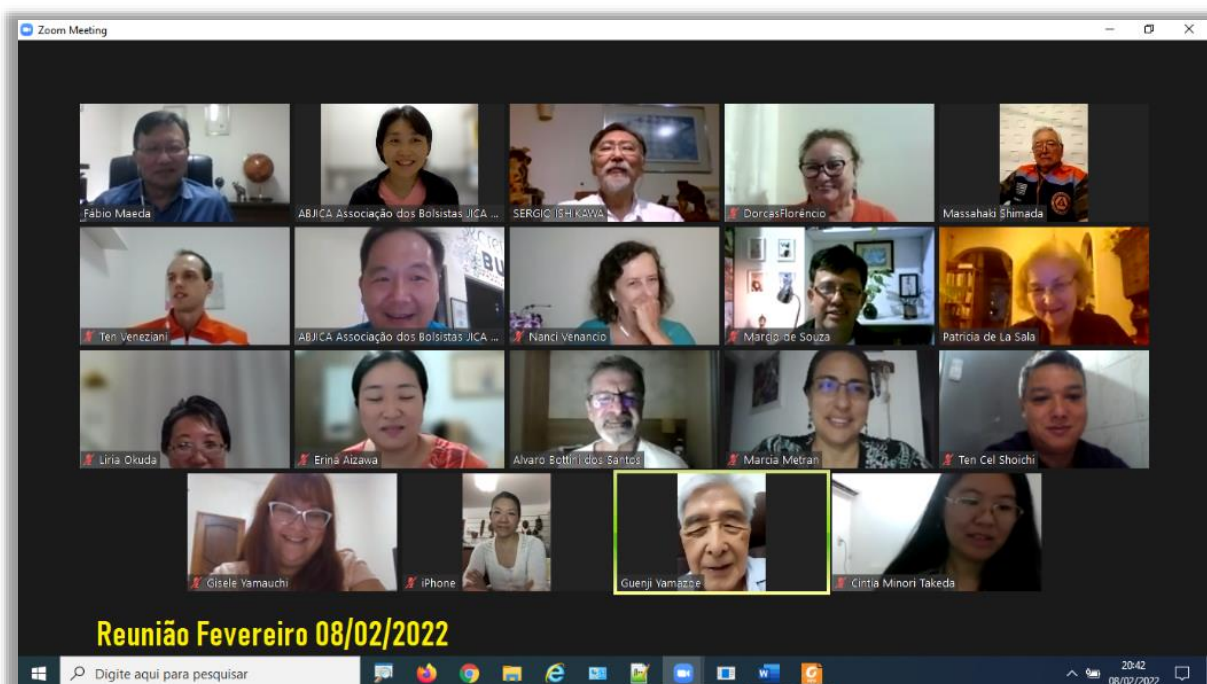 Zoom Meeting
Fábio Maeda
ABJICA Associação dos Bolsistas JICA ...
SERGIO ISHIKAWA
DorcasFlorêncio
Massahaki Shimada
Ten Veneziani
ABJICA Associação dos Bolsistas JICA ...
Nanci Venancio
Marcio de Souza
Patricia de La Sala
Liria Okuda
Erina Aizawa
Alvaro Bottini dos Santos
Marcia Metran
Ten Cel Shoichi
Gisele Yamauchi
iPhone
Guenji Yamazoe
Cintia Minori Takeda
Reunião Fevereiro 08/02/2022
Digite aqui para pesquisar
20:42
08/02/2022